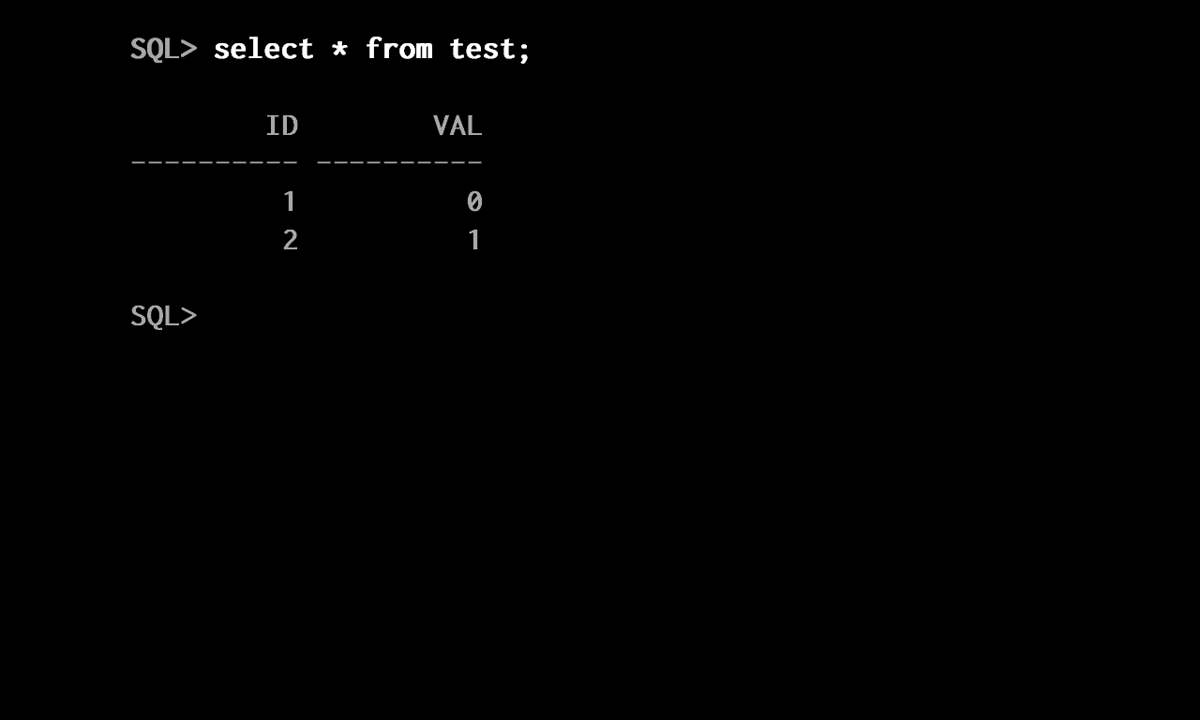 SQL> select * from test;
        ID        VAL
---------- ----------
         1          0
         2          1
SQL>